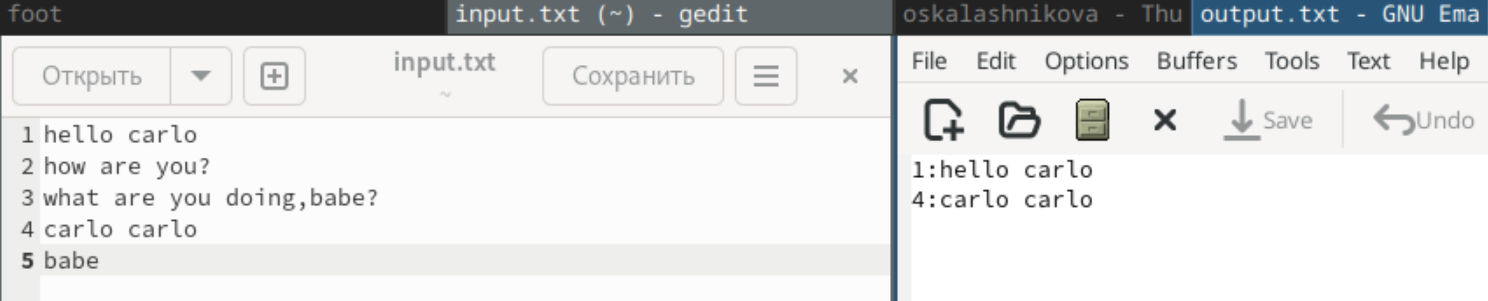 foot
input.txt (~) - gedit
oskalashnikova - Thu
output.txt - GNU Ema
Открыть
input.txt
~
Сохранить
1 hello carlo
2 how are you?
3 what are you doing,babe?
4 carlo carlo
5 babe
File Edit Options Buffers Tools Text Help
Save Undo
1:hello carlo
4:carlo carlo